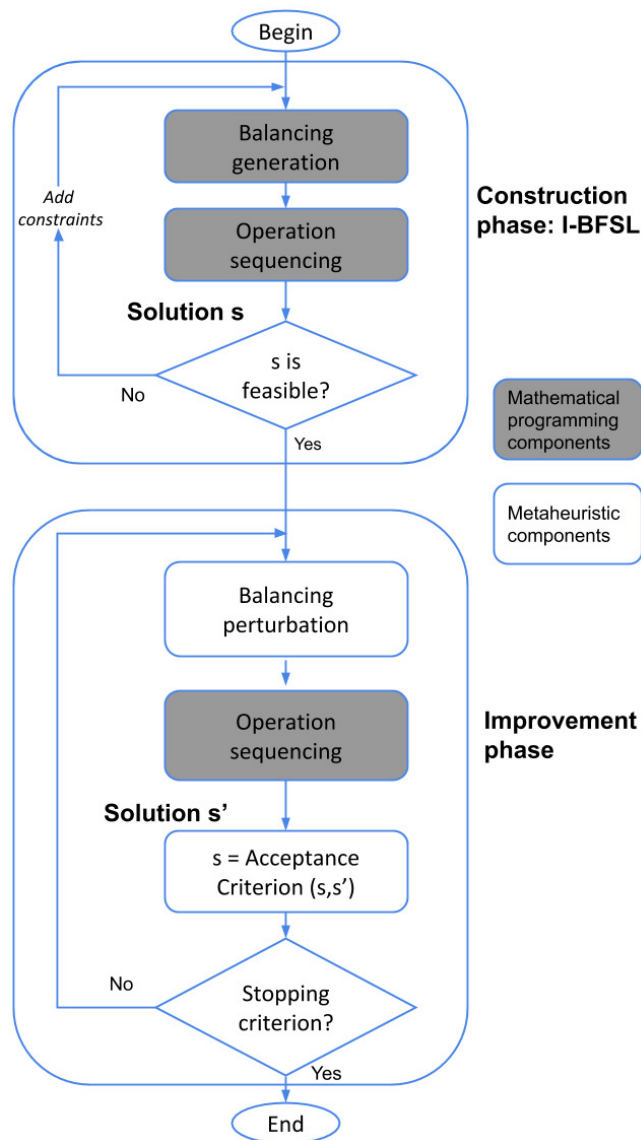 Begin
Balancing
generation
Add
constraints
Operation
sequencing
Construction
phase: I-BFSL
Solution s
s is
feasible?
No
Yes
Mathematical
programming
components
Metaheuristic
components
Balancing
perturbation
Operation
sequencing
Improvement
phase
Solution s’
s = Acceptance
Criterion (s,s’)
No
Stopping
criterion?
Yes
End